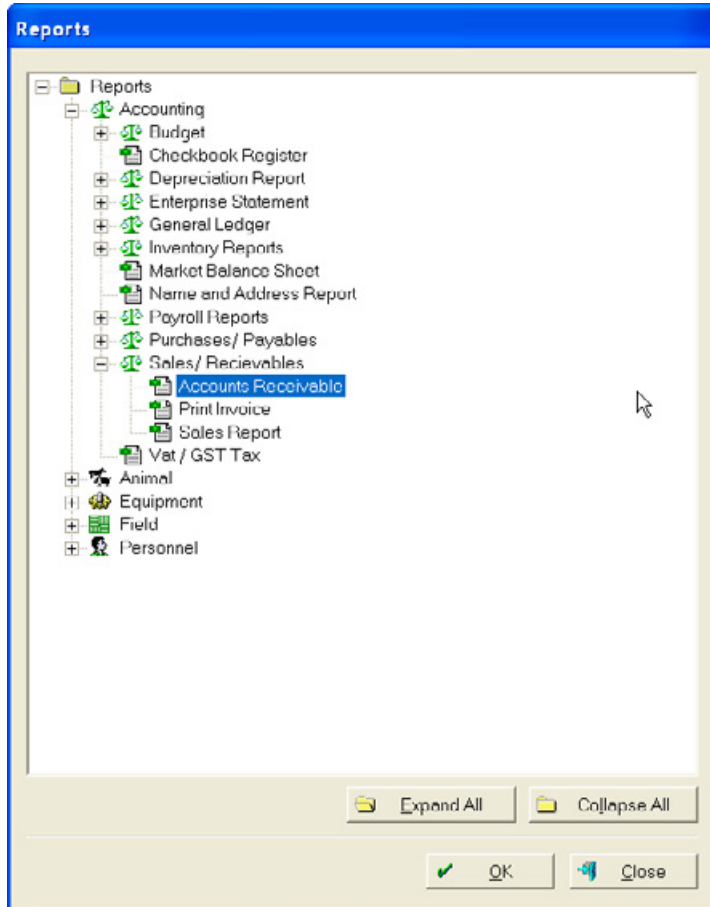 Reports
Reports
Accounting
Budget
Checkbook Register
Depreciation Report
Enterprise Statement
General Ledger
Inventory Reports
Market Balance Sheet
Name and Address Report
Payroll Reports
Purchases/ Payables
Sales/ Recievables
Accounts Receivable
Print Invoice
Sales Report
Vat / GST Tax
Animal
Equipment
Field
Personnel
Expand All Collapse All
OK Close